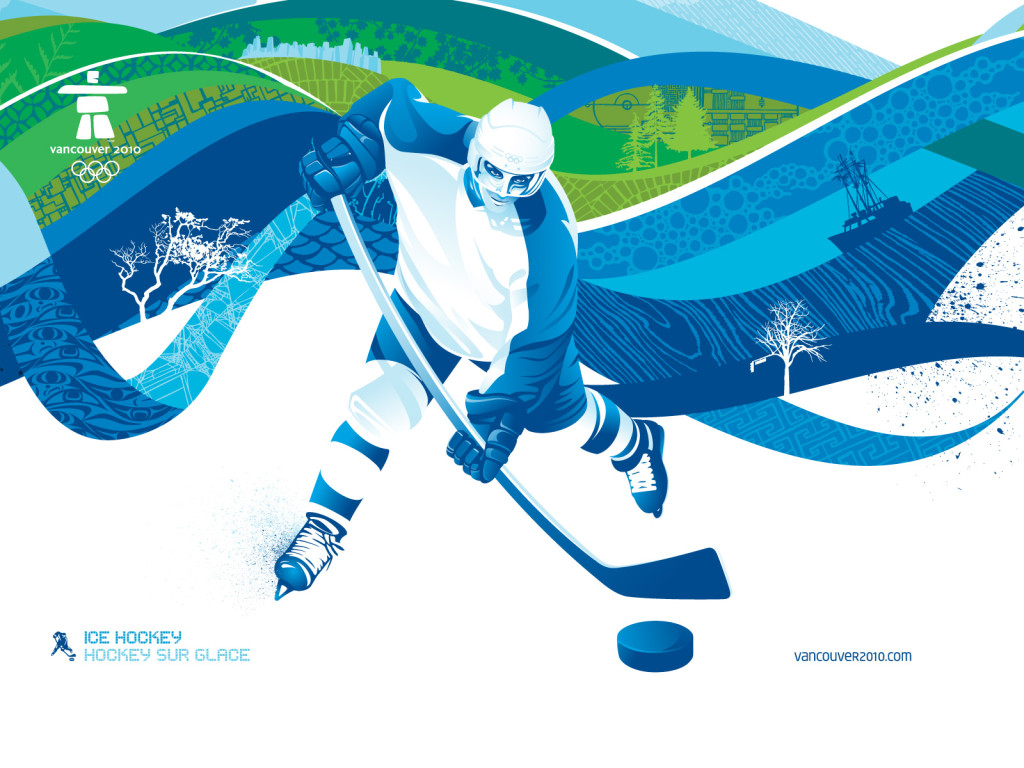 vancouver 2010
ICE HOCKEY
HOCKEY SUR GLACE
vancouver2010.com